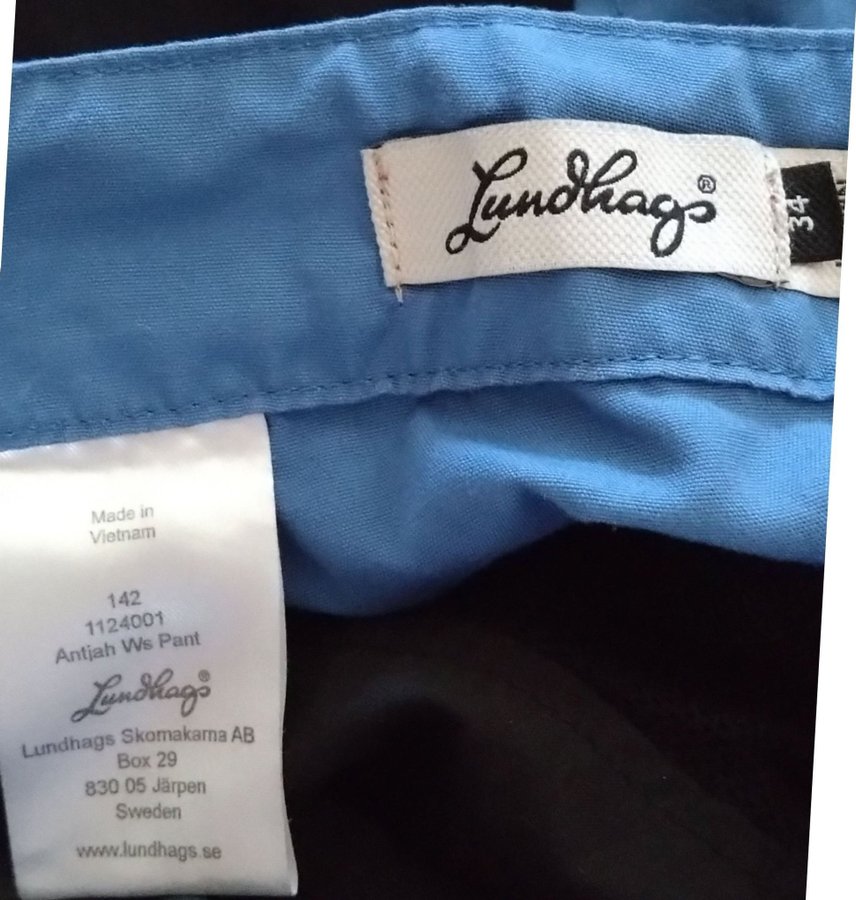 Lundhags®
34
Made in
Vietnam
142
1124001
Antjah Ws Pant
Lundhags®
Lundhags Skomakarna AB
Box 29
830 05 Järpen
Sweden
www.lundhags.se